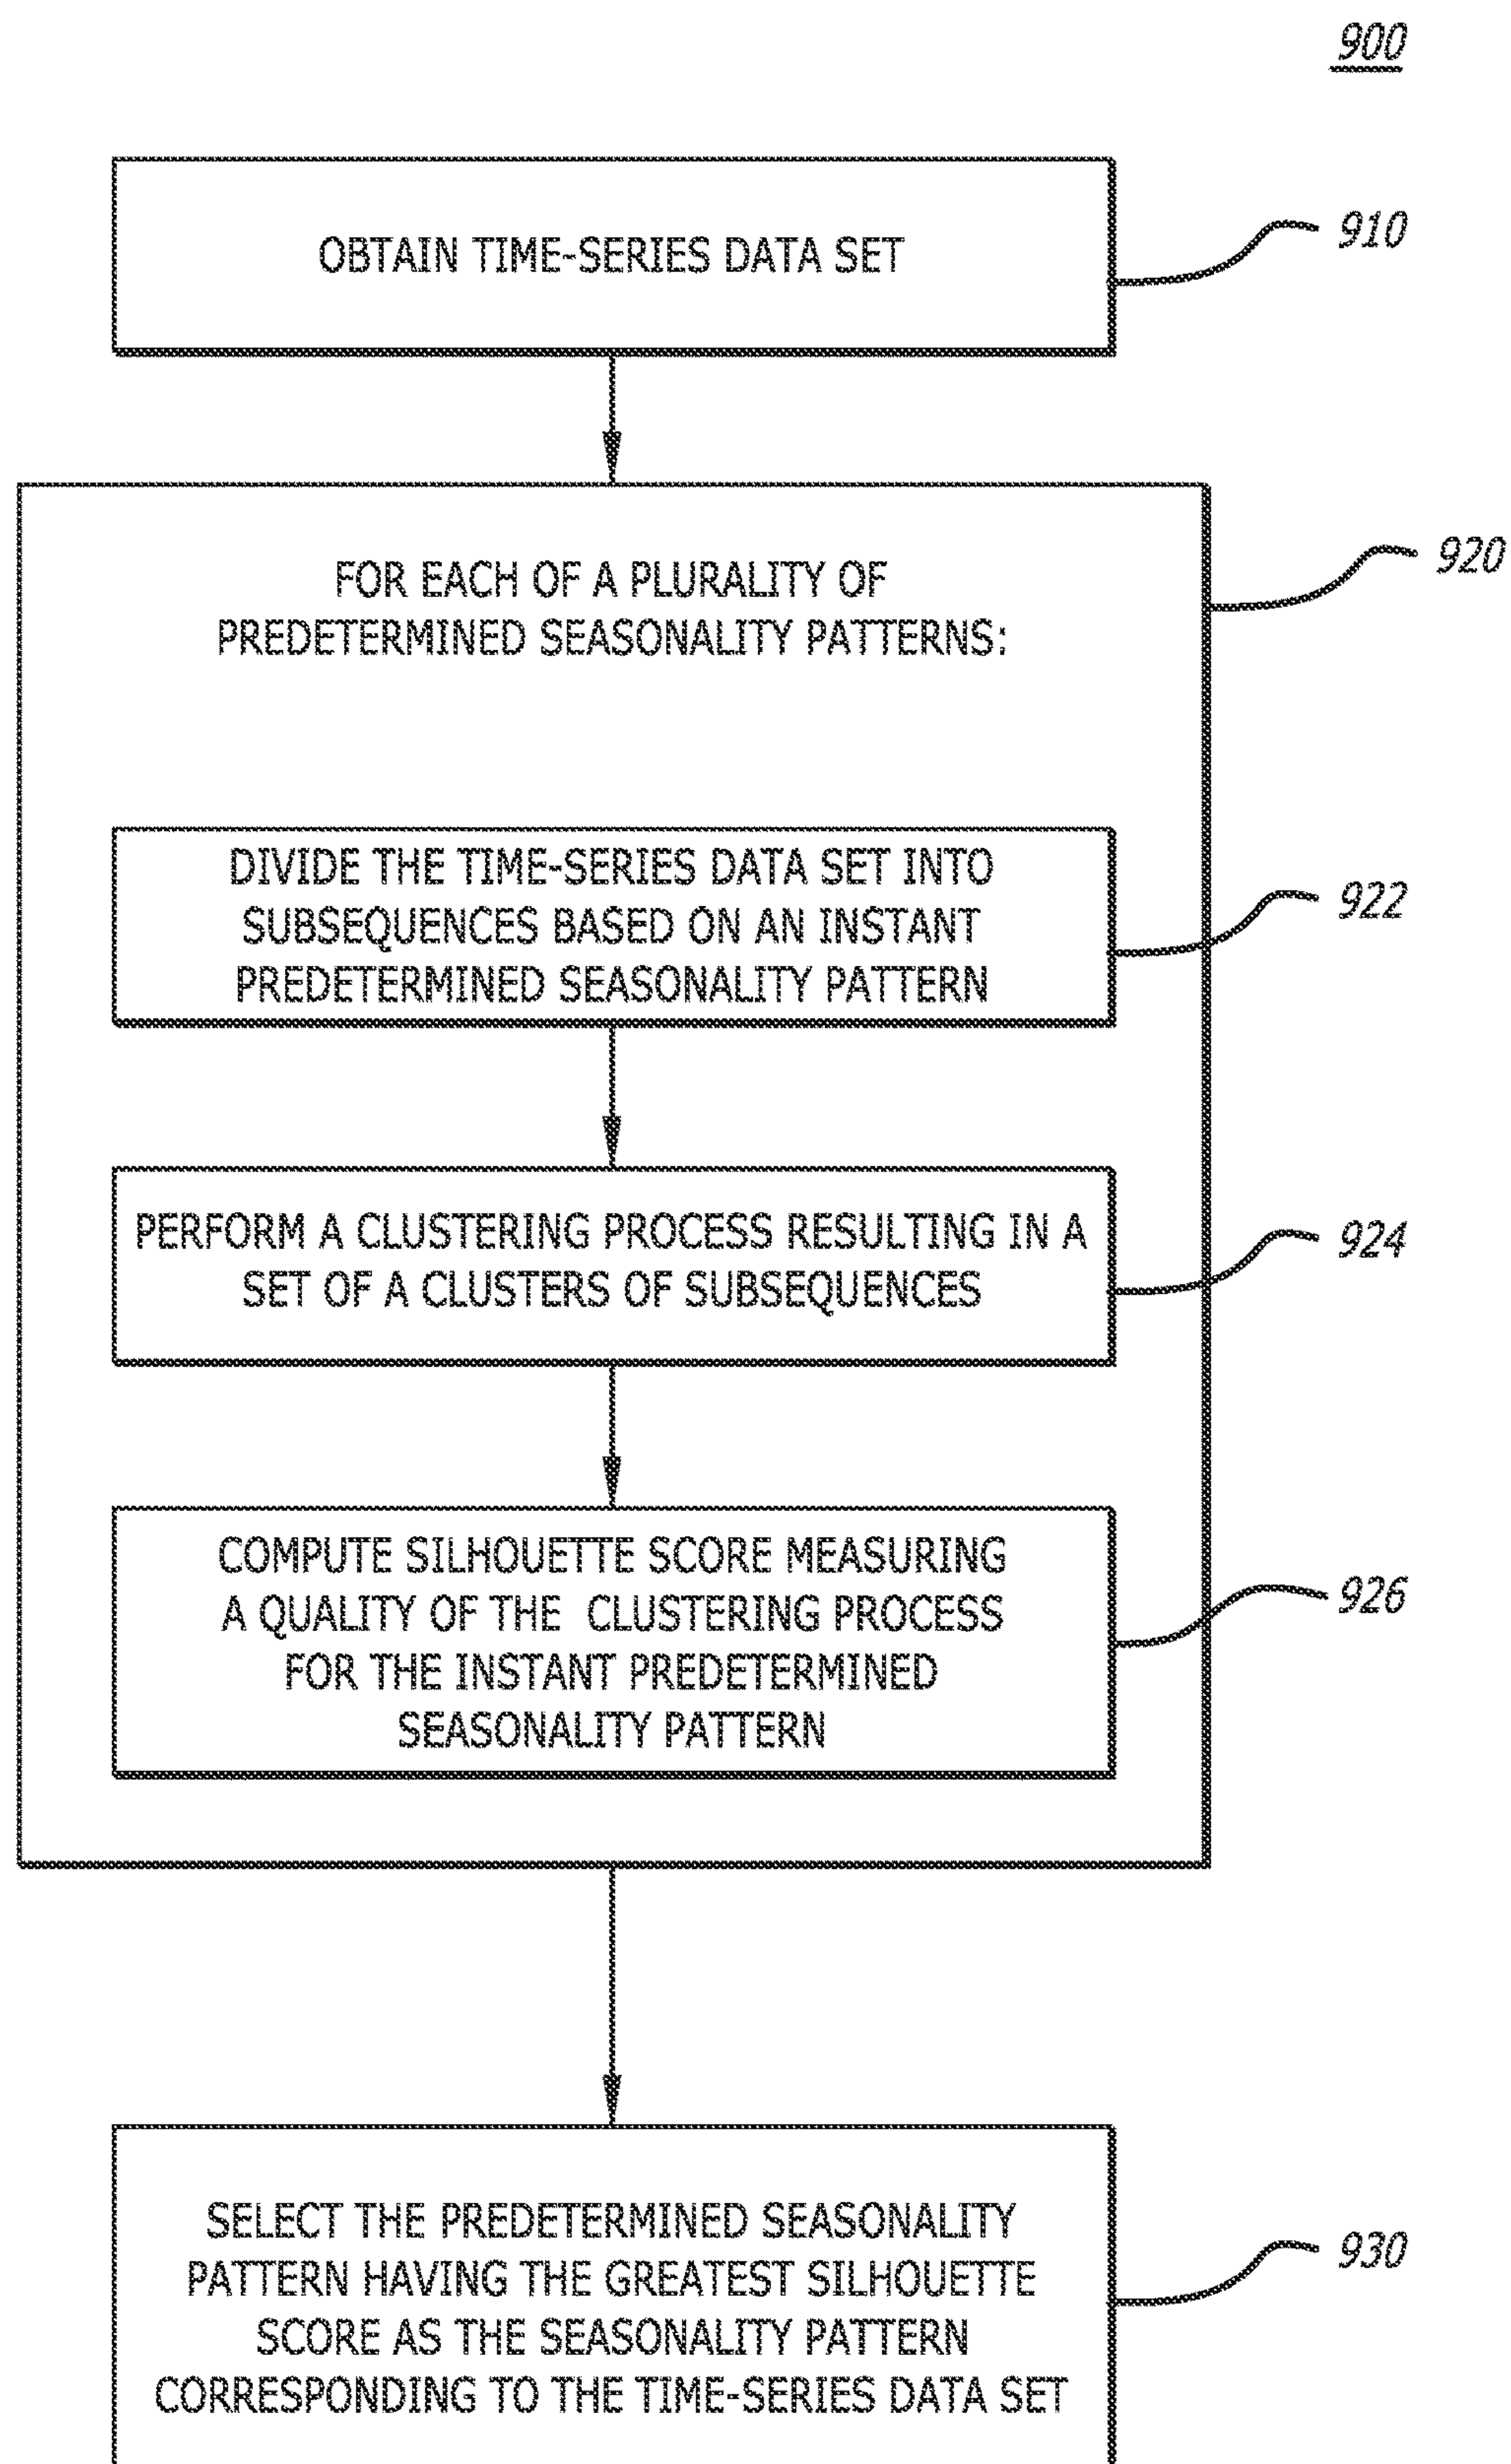 900
OBTAIN TIME-SERIES DATA SET
910
FOR EACH OF A PLURALITY OF
PREDETERMINED SEASONALITY PATTERNS:
920
DIVIDE THE TIME-SERIES DATA SET INTO
SUBSEQUENCES BASED ON AN INSTANT
PREDETERMINED SEASONALITY PATTERN
922
PERFORM A CLUSTERING PROCESS RESULTING IN A
SET OF A CLUSTERS OF SUBSEQUENCES
924
COMPUTE SILHOUETTE SCORE MEASURING
A QUALITY OF THE CLUSTERING PROCESS
FOR THE INSTANT PREDETERMINED
SEASONALITY PATTERN
926
SELECT THE PREDETERMINED SEASONALITY
PATTERN HAVING THE GREATEST SILHOUETTE
SCORE AS THE SEASONALITY PATTERN
CORRESPONDING TO THE TIME-SERIES DATA SET
930